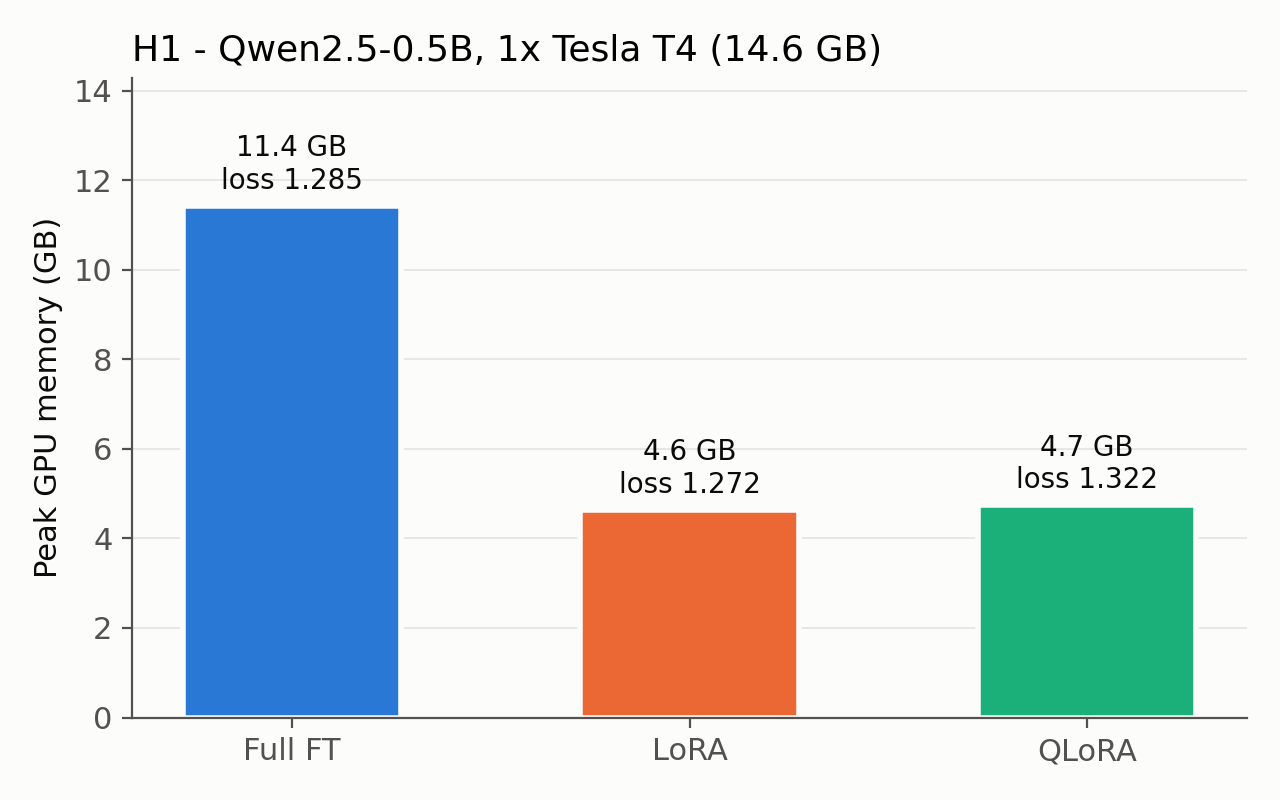 H1 - Qwen2.5-0.5B, 1x Tesla T4 (14.6 GB)
Peak GPU memory (GB)
14
12
10
8
6
4
2
0
11.4 GB
loss 1.285
4.6 GB
loss 1.272
4.7 GB
loss 1.322
Full FT
LoRA
QLoRA